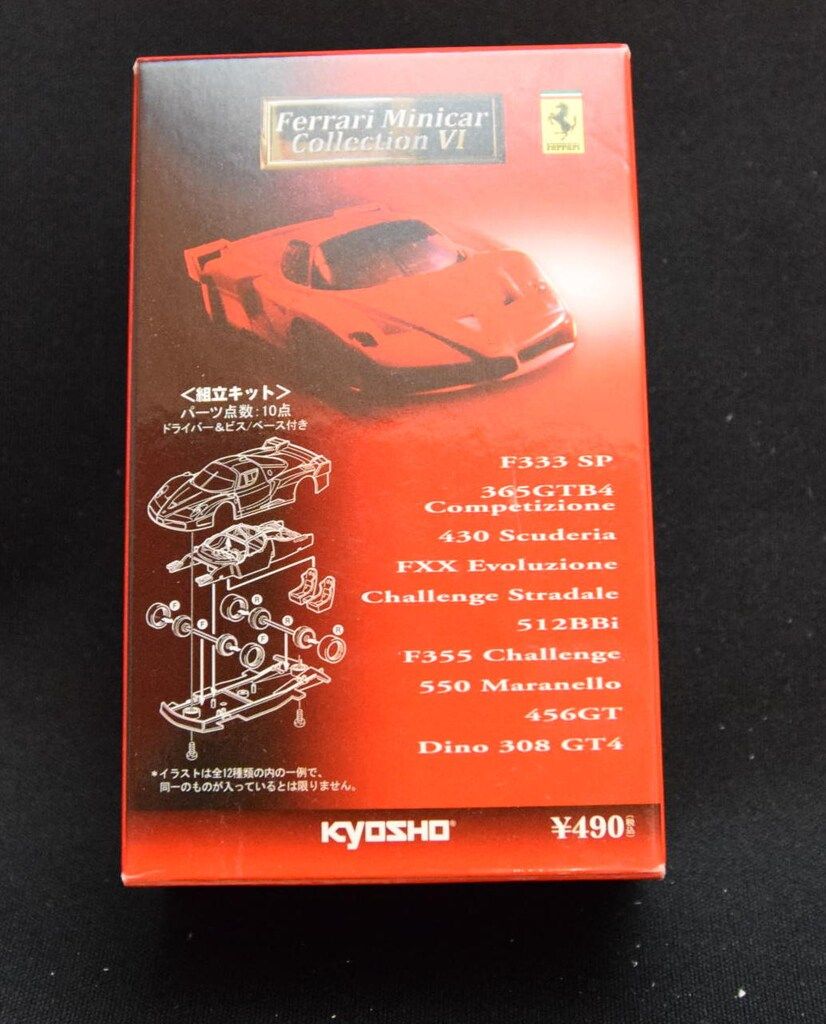 Ferrari Minicar
Collection VI
Ferrari
<組立キット>
パーツ点数:10点
ドライバー&ビス/ベース付き
F333 SP
365GTB4
Competizione
430 Scuderia
FXX Evoluzione
Challenge Stradale
512BBi
F355 Challenge
550 Maranello
456GT
Dino 308 GT4
F
F
F
R
R
R
*イラストは全12種類の内の一例で、
同一のものが入っているとは限りません。
KYOSHO®
¥490